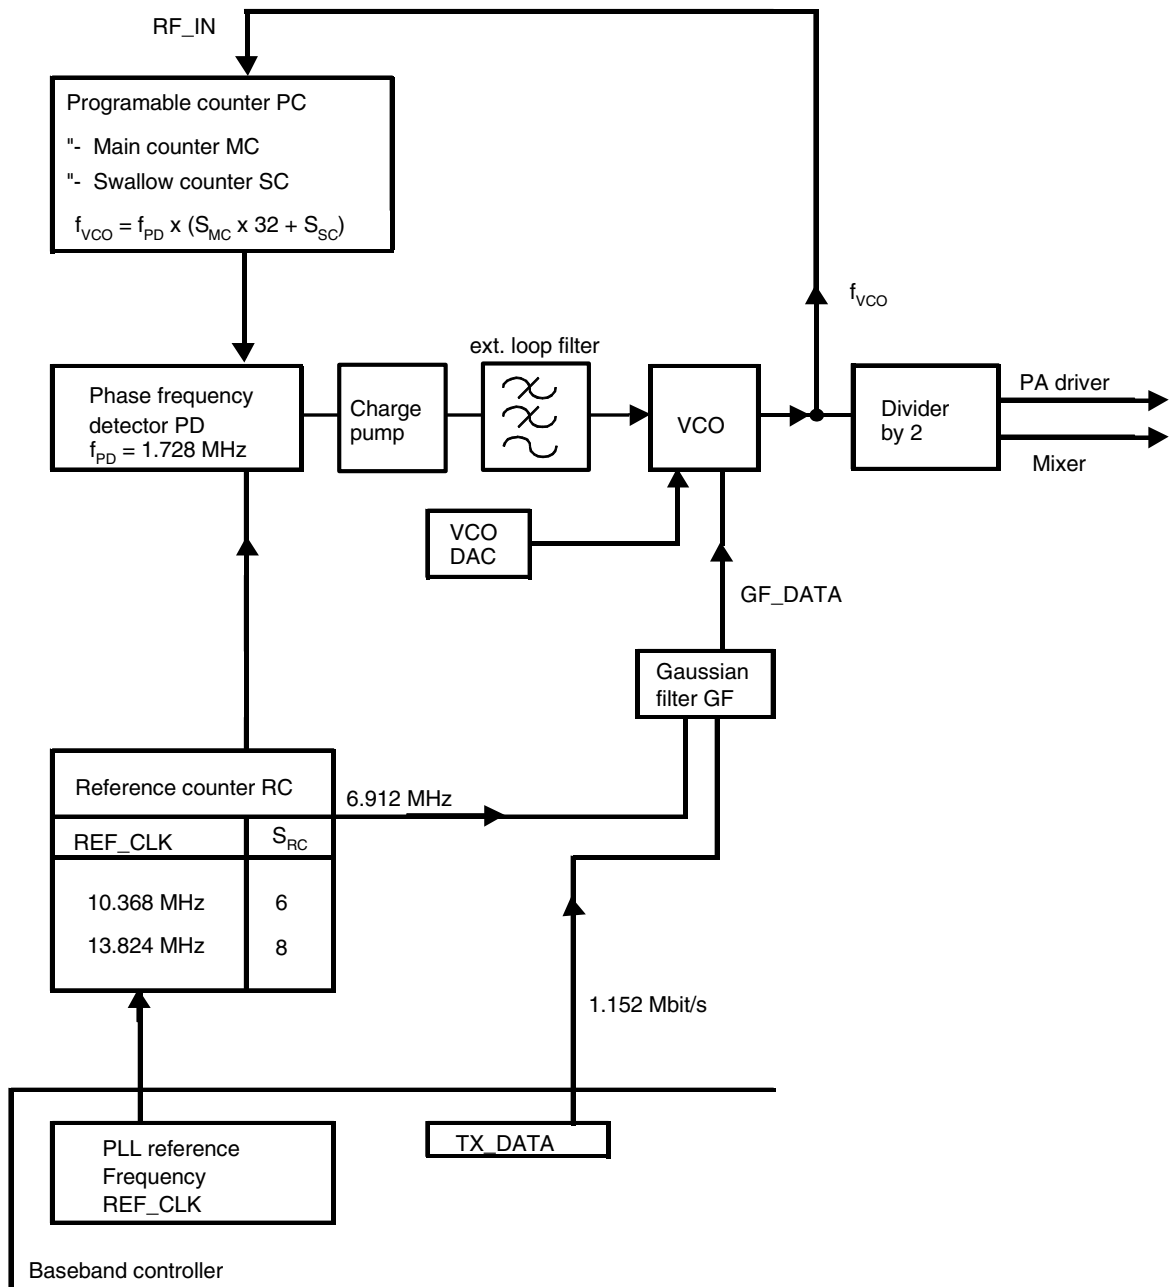 RF_IN
Programable counter PC
"- Main counter MC
"- Swallow counter SC
fVCO = fPD x (SMC x 32 + SSC)
fVCO
ext. loop filter
Phase frequency
detector PD
fPD = 1.728 MHz
Charge
pump
VCO
Divider
by 2
PA driver
Mixer
VCO
DAC
GF_DATA
Gaussian
filter GF
Reference counter RC
6.912 MHz
REF_CLK SRC
10.368 MHz 6
13.824 MHz 8
1.152 Mbit/s
PLL reference
Frequency
REF_CLK
TX_DATA
Baseband controller